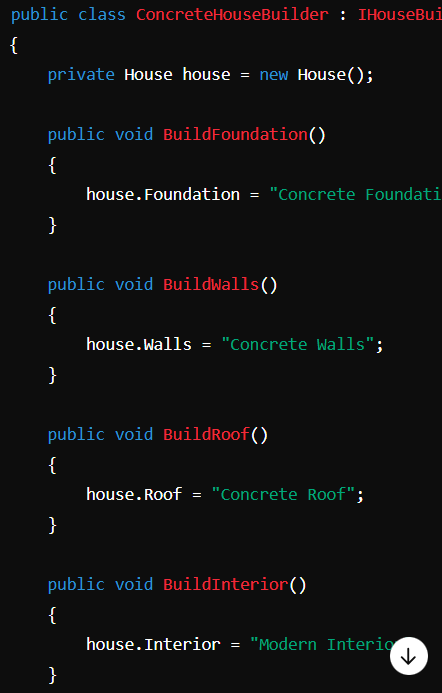 public class ConcreteHouseBuilder : IHouseBui
{
    private House house = new House();

    public void BuildFoundation()
    {
        house.Foundation = "Concrete Foundati
    }

    public void BuildWalls()
    {
        house.Walls = "Concrete Walls";
    }

    public void BuildRoof()
    {
        house.Roof = "Concrete Roof";
    }

    public void BuildInterior()
    {
        house.Interior = "Modern Interio
    }